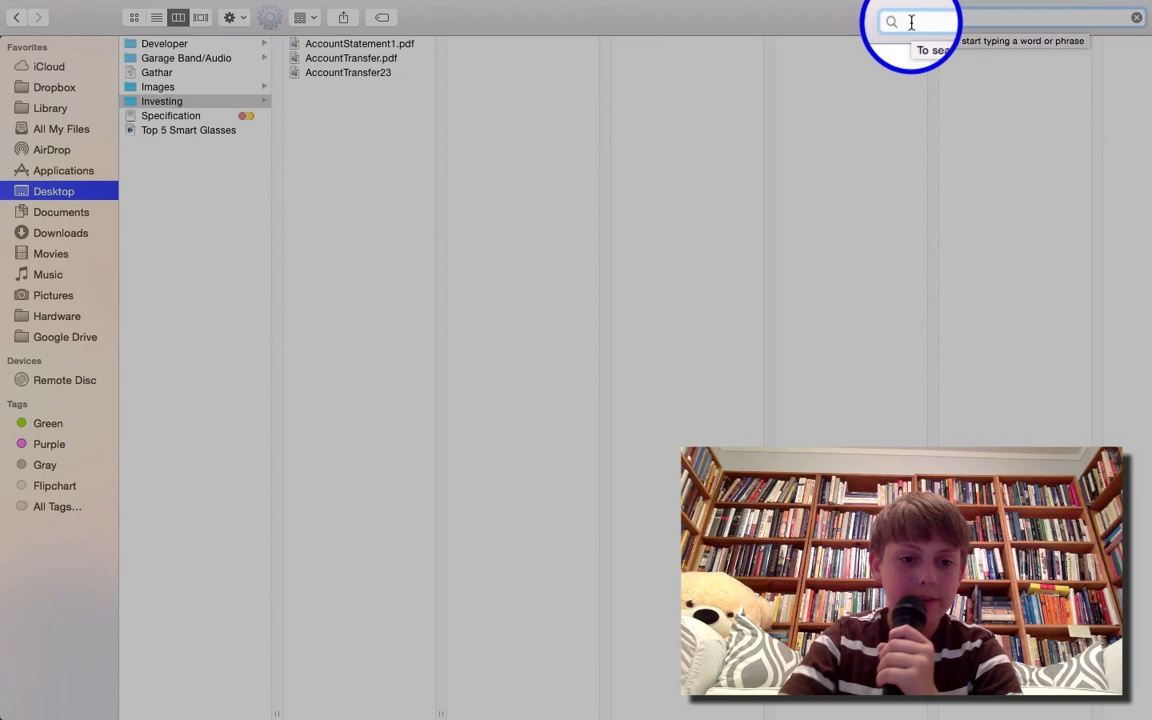 start typing a word or phrase
To sea
Favorites
iCloud
Dropbox
Library
All My Files
AirDrop
Applications
Desktop
Documents
Downloads
Movies
Music
Pictures
Hardware
Google Drive
Devices
Remote Disc
Tags
Green
Purple
Gray
Flipchart
All Tags...
Developer
Garage Band/Audio
Gathar
Images
Investing
Specification
Top 5 Smart Glasses
AccountStatement1.pdf
AccountTransfer.pdf
AccountTransfer23